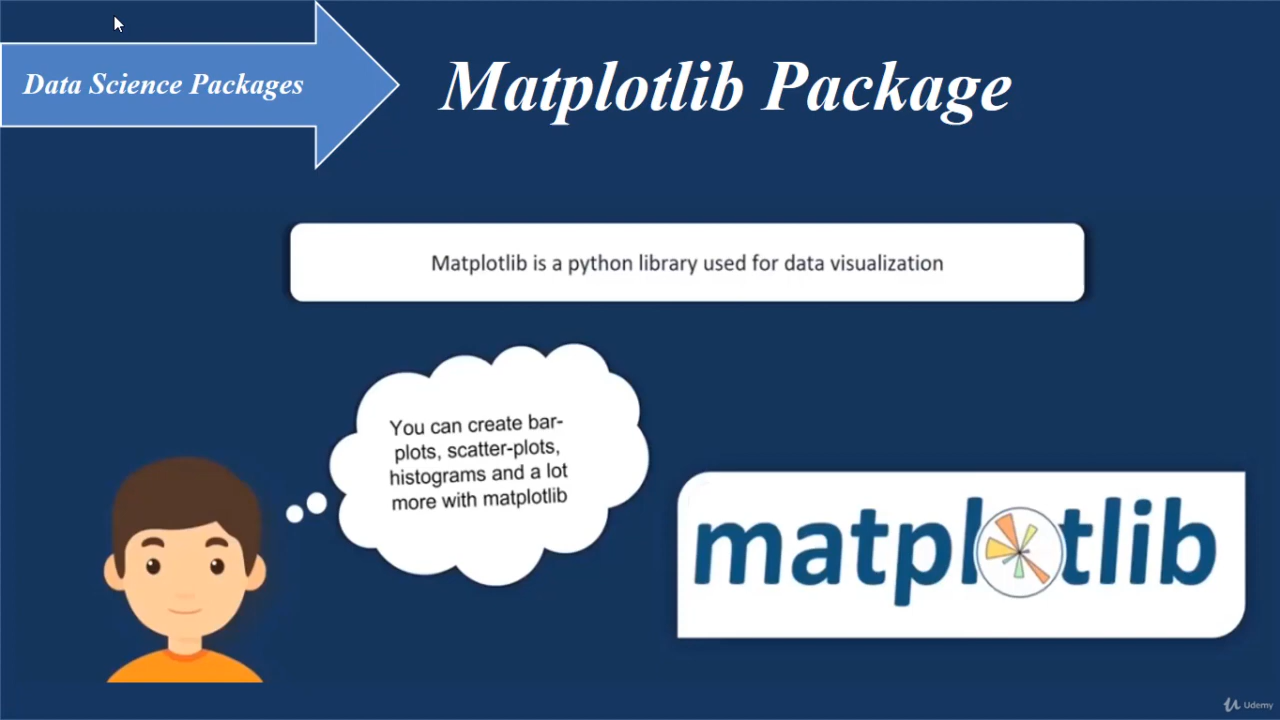 Data Science Packages
Matplotlib Package
Matplotlib is a python library used for data visualization
You can create bar-
plots, scatter-plots,
histograms and a lot
more with matplotlib
matplotlib
Udemy